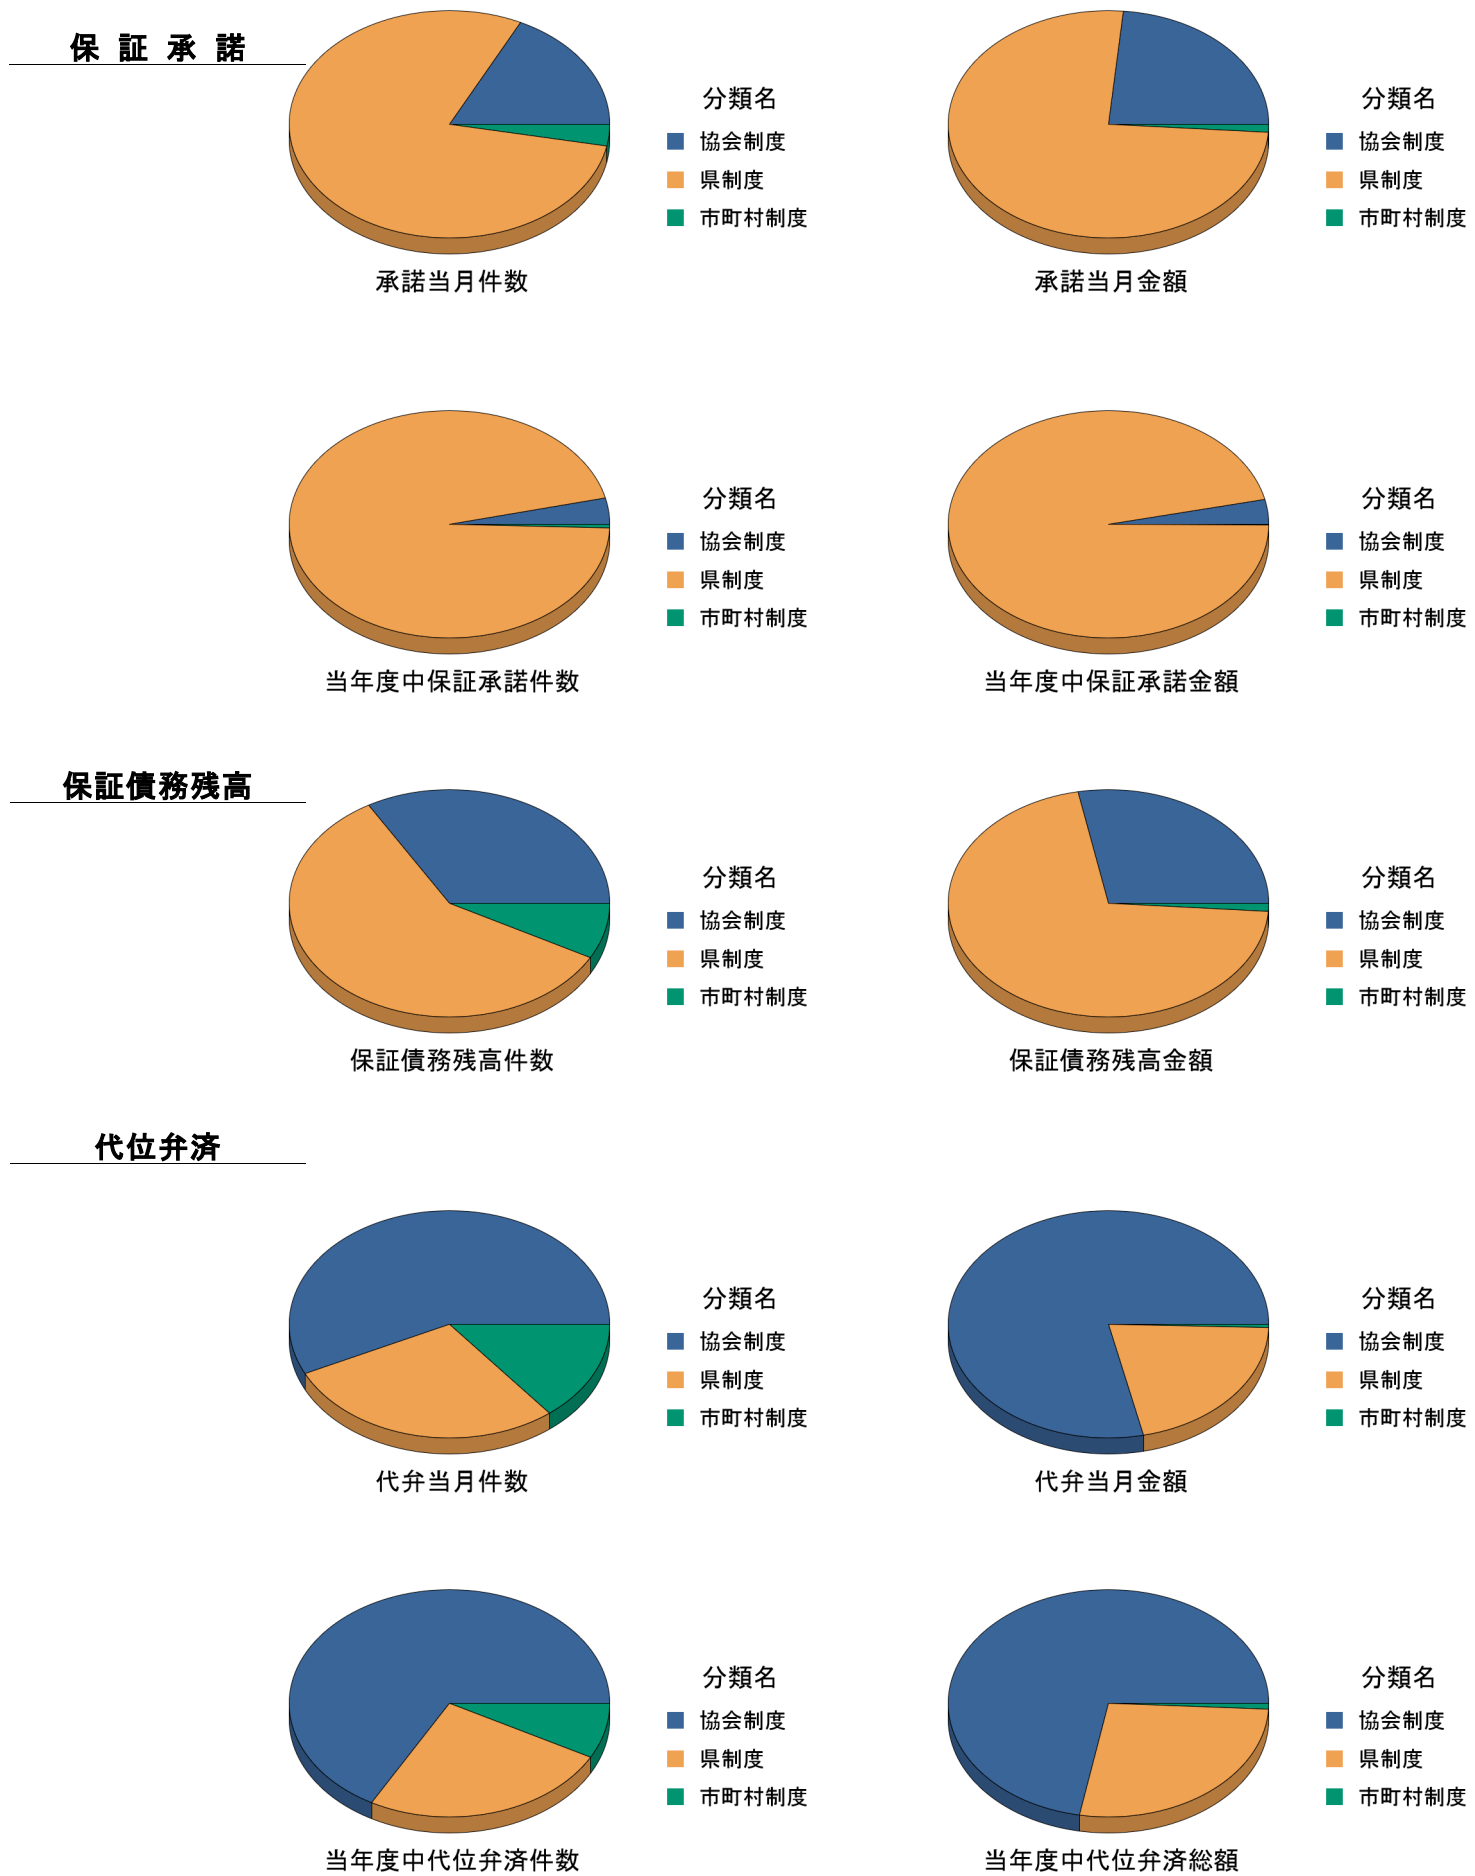 保 証 承 諾
分類名
協会制度
県制度
市町村制度
承諾当月件数
分類名
協会制度
県制度
市町村制度
承諾当月金額
分類名
協会制度
県制度
市町村制度
当年度中保証承諾件数
分類名
協会制度
県制度
市町村制度
当年度中保証承諾金額
保証債務残高
分類名
協会制度
県制度
市町村制度
保証債務残高件数
分類名
協会制度
県制度
市町村制度
保証債務残高金額
代位弁済
分類名
協会制度
県制度
市町村制度
代弁当月件数
分類名
協会制度
県制度
市町村制度
代弁当月金額
分類名
協会制度
県制度
市町村制度
当年度中代位弁済件数
分類名
協会制度
県制度
市町村制度
当年度中代位弁済総額